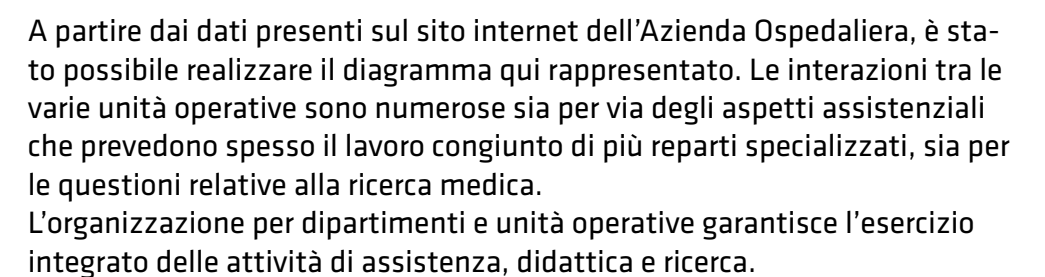 A partire dai dati presenti sul sito internet dell’Azienda Ospedaliera, è sta-
to possibile realizzare il diagramma qui rappresentato. Le interazioni tra le
varie unità operative sono numerose sia per via degli aspetti assistenziali
che prevedono spesso il lavoro congiunto di più reparti specializzati, sia per
le questioni relative alla ricerca medica.
L’organizzazione per dipartimenti e unità operative garantisce l’esercizio
integrato delle attività di assistenza, didattica e ricerca.